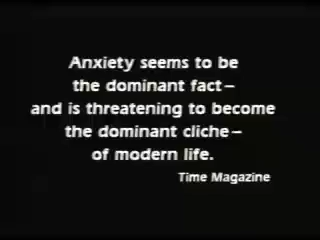 Anxiety seems to be
the dominant fact–
and is threatening to become
the dominant cliche–
of modern life.
Time Magazine